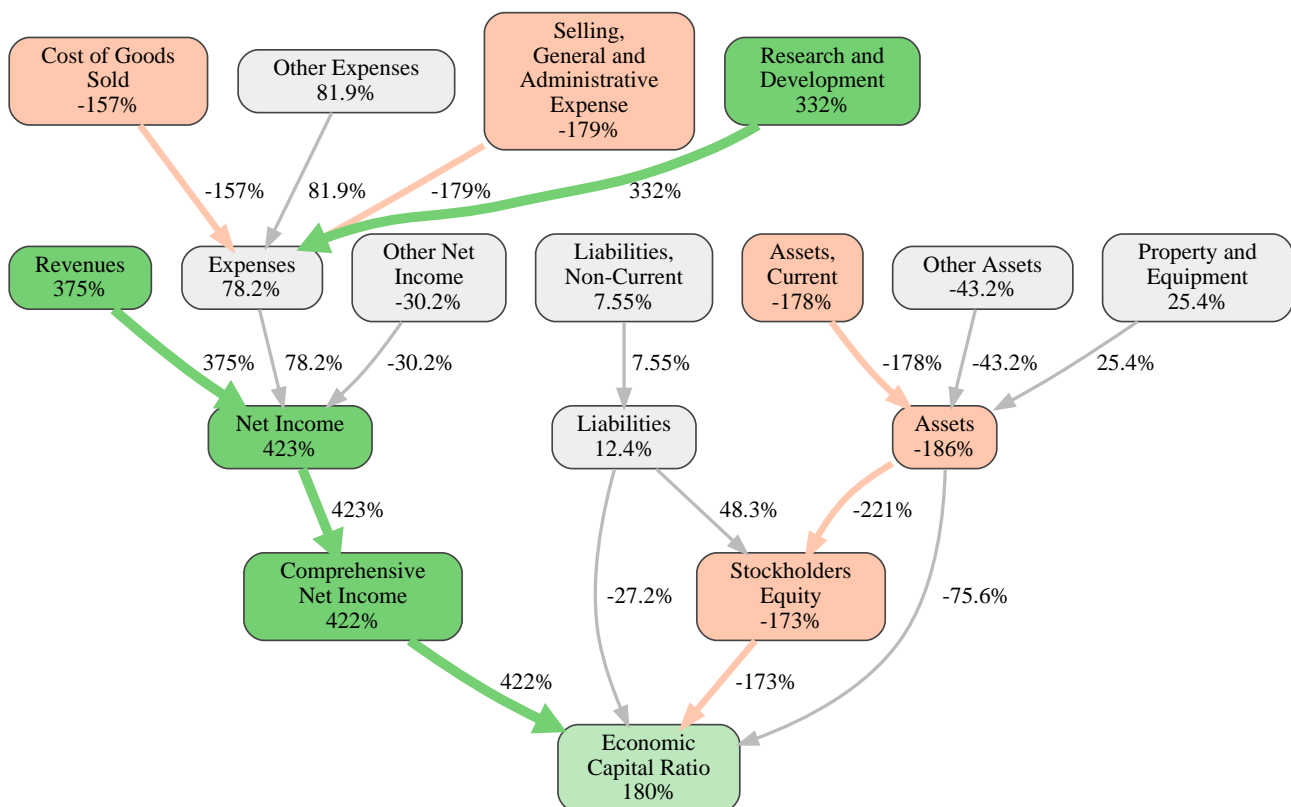 Cost of Goods
Sold
-157%
Other Expenses
81.9%
Selling,
General and
Administrative
Expense
-179%
Research and
Development
332%
-157%
81.9%
-179%
332%
Revenues
375%
Expenses
78.2%
Other Net
Income
-30.2%
Liabilities,
Non-Current
7.55%
Assets,
Current
-178%
Other Assets
-43.2%
Property and
Equipment
25.4%
375%
78.2%
-30.2%
7.55%
-178%
-43.2%
25.4%
Net Income
423%
Liabilities
12.4%
Assets
-186%
423%
48.3%
-221%
Comprehensive
Net Income
422%
-27.2%
Stockholders
Equity
-173%
-75.6%
422%
-173%
Economic
Capital Ratio
180%